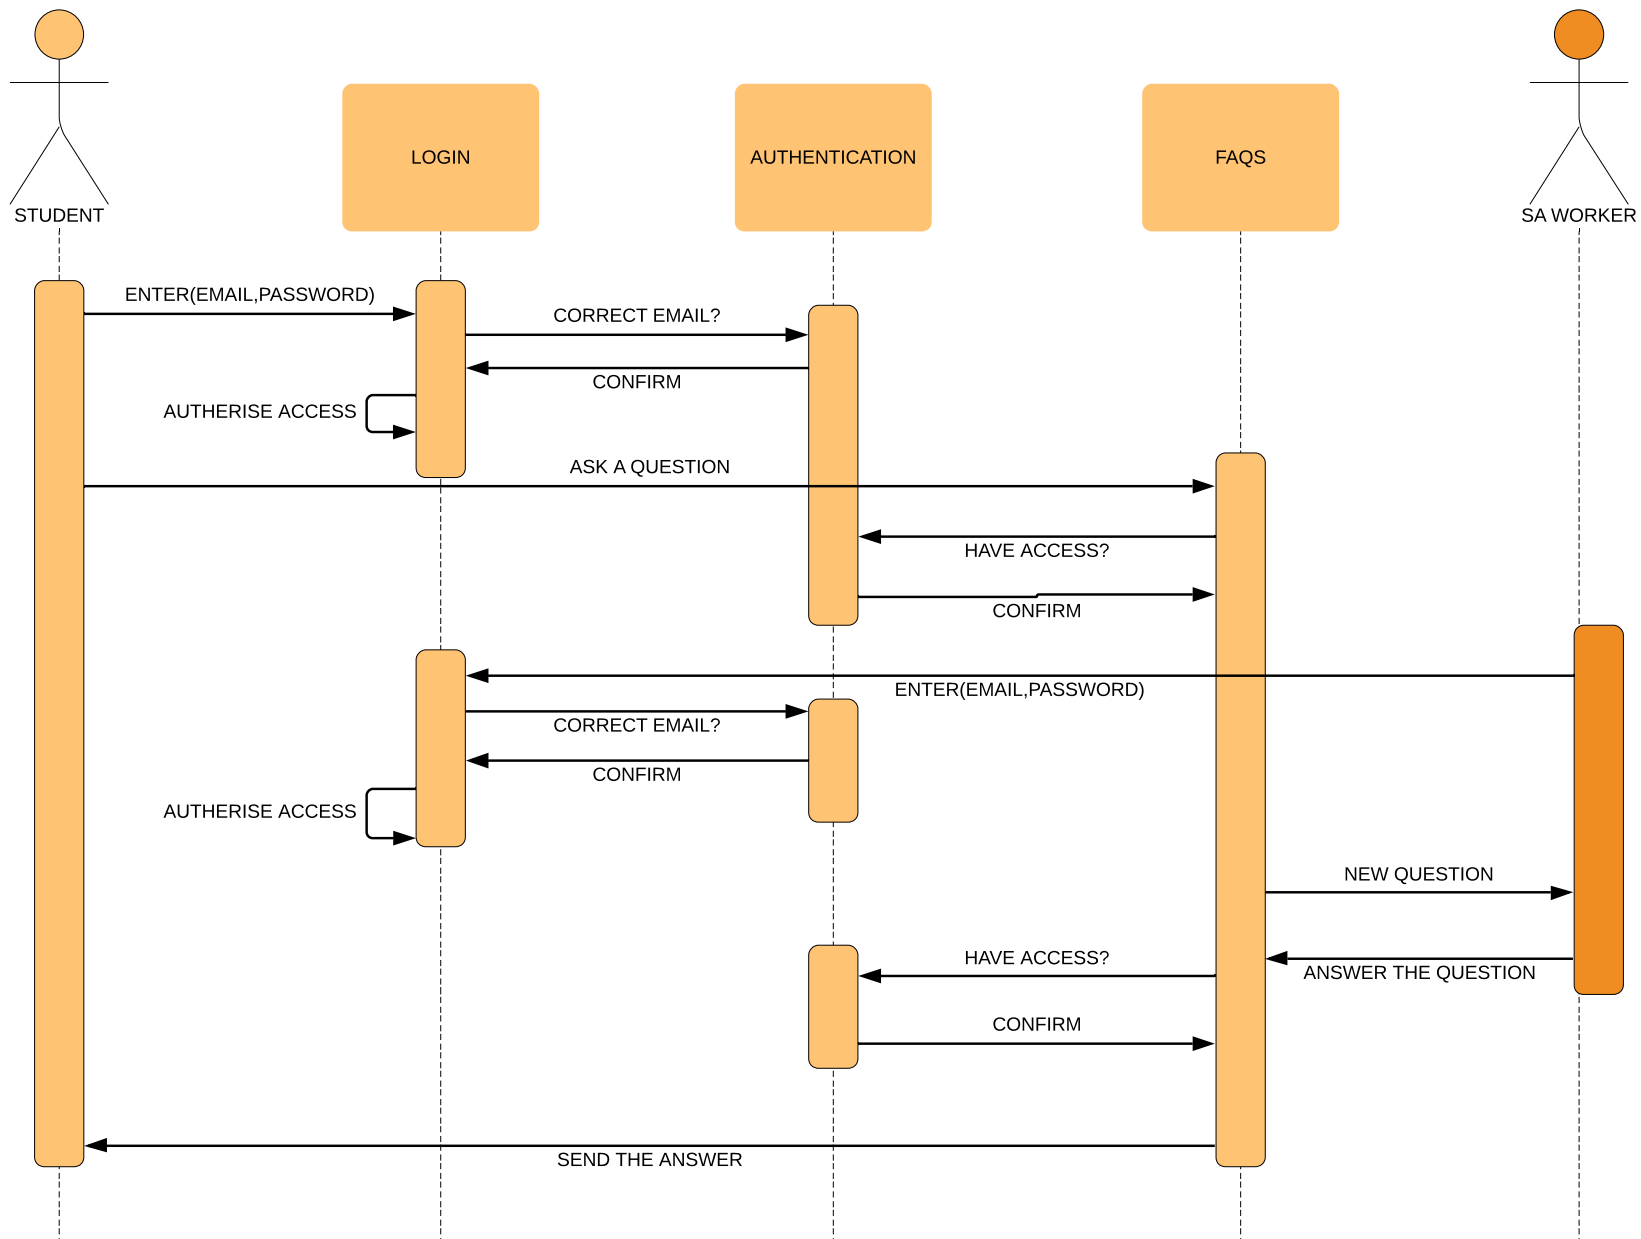 STUDENT
LOGIN
AUTHENTICATION
FAQS
SA WORKER
ENTER(EMAIL,PASSWORD)
CORRECT EMAIL?
CONFIRM
AUTHERISE ACCESS
ASK A QUESTION
HAVE ACCESS?
CONFIRM
ENTER(EMAIL,PASSWORD)
CORRECT EMAIL?
CONFIRM
AUTHERISE ACCESS
NEW QUESTION
HAVE ACCESS?
ANSWER THE QUESTION
CONFIRM
SEND THE ANSWER